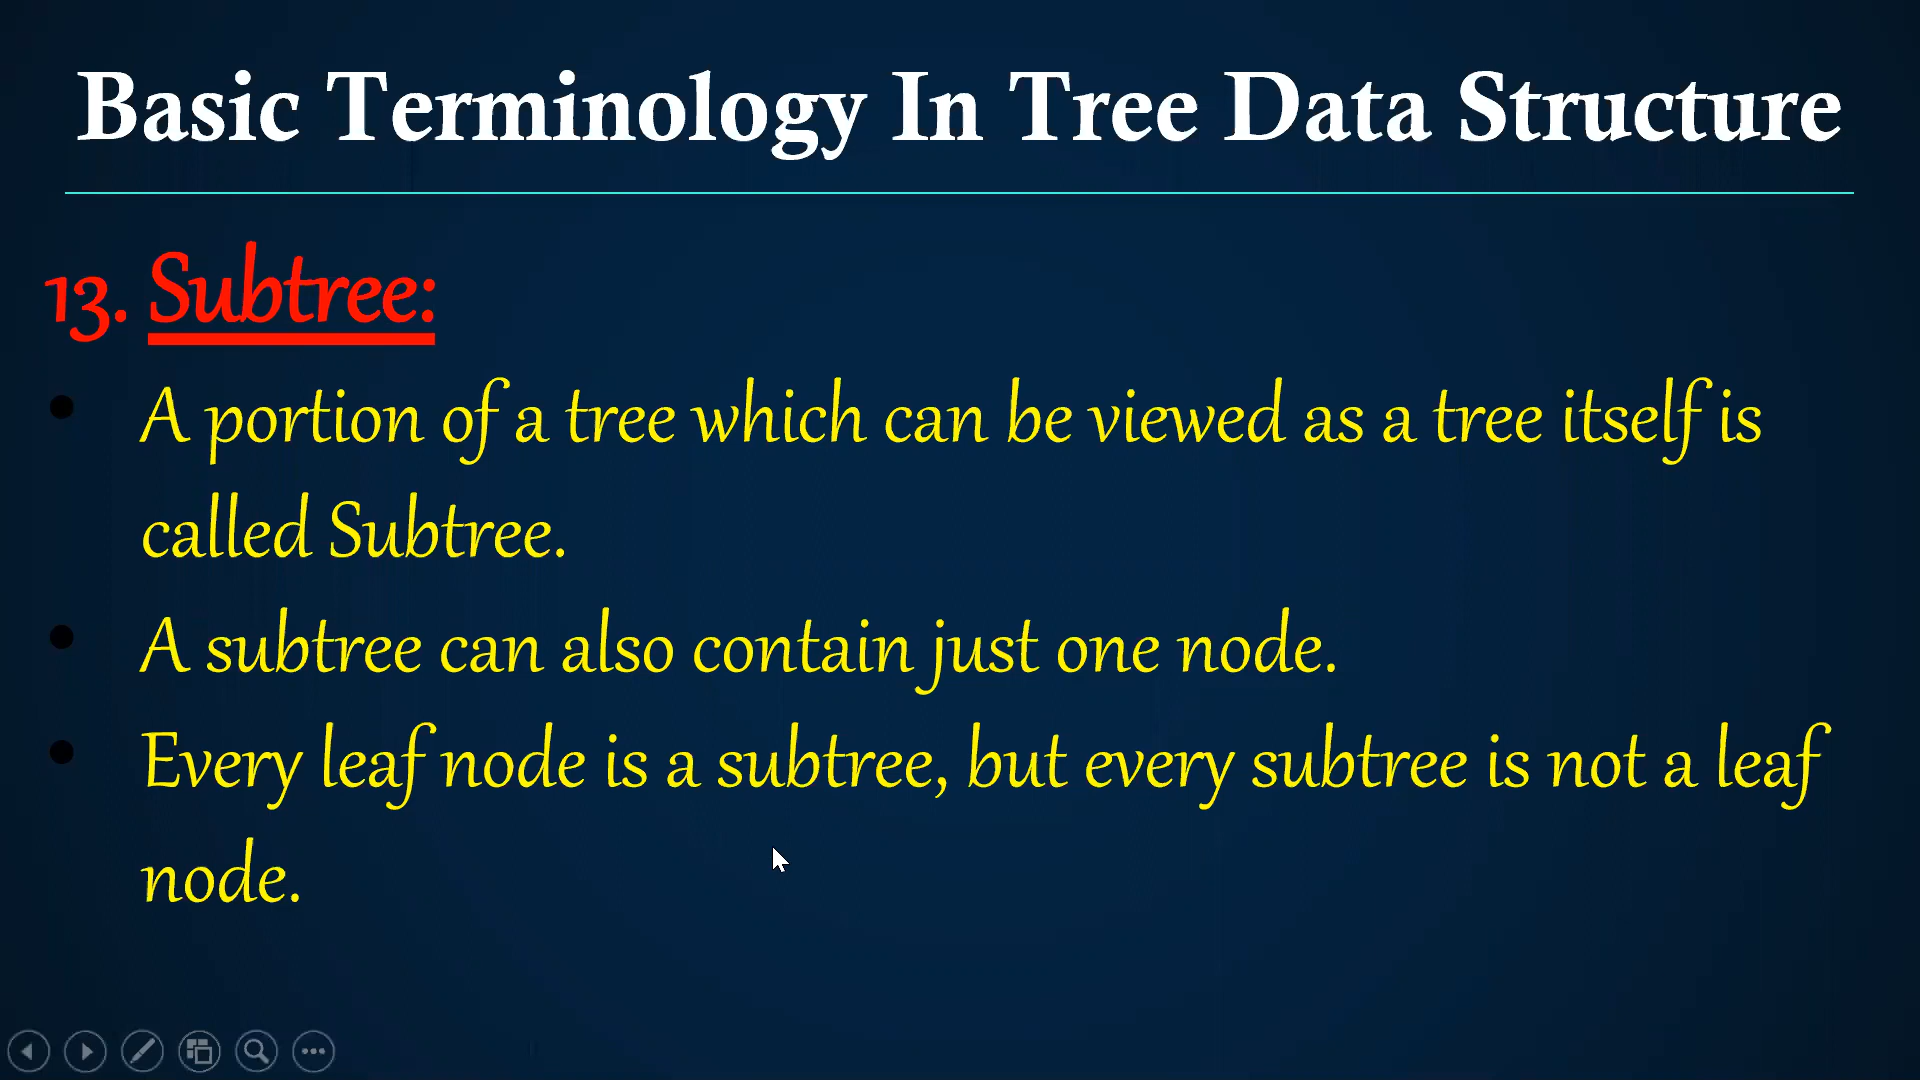 Basic Terminology In Tree Data Structure
13. Subtree:
• A portion of a tree which can be viewed as a tree itself is
called Subtree.
• A subtree can also contain just one node.
• Every leaf node is a subtree, but every subtree is not a leaf
node.